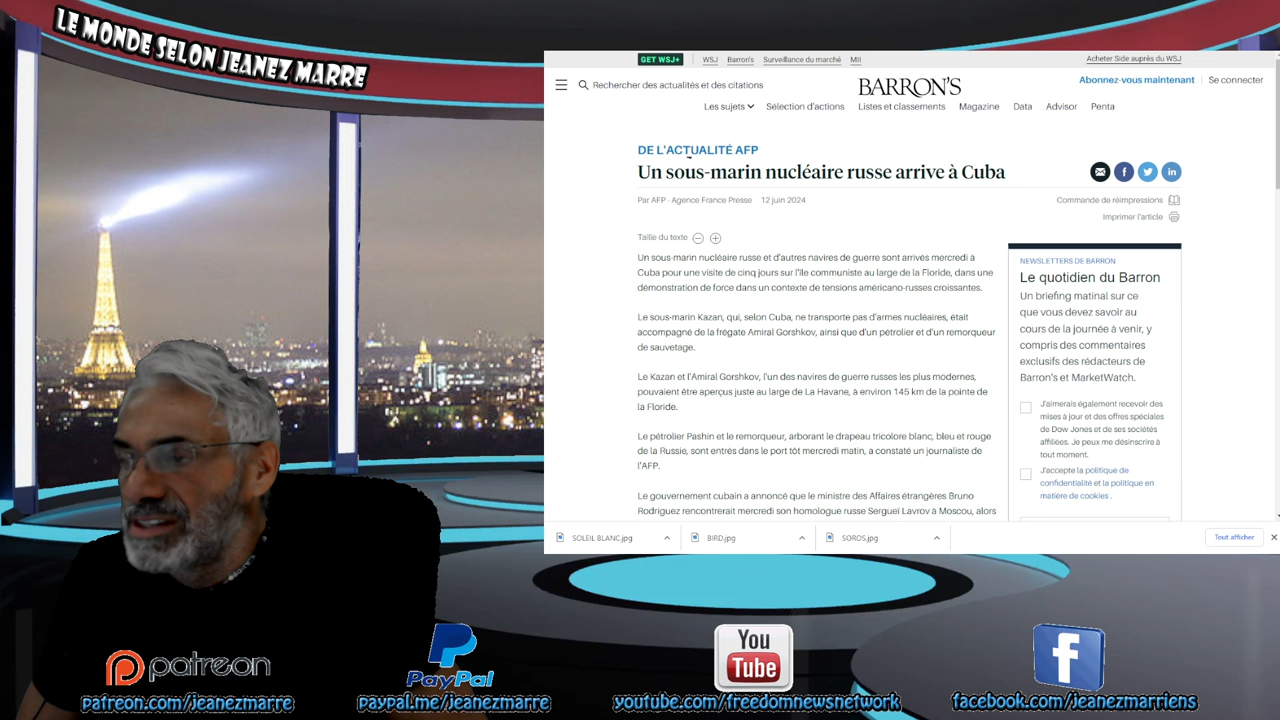 LE MONDE SELON JEANEZ MARRE
GET WSJ+ WSJ Barron's Surveillance du marché MII Acheter Side auprès du WSJ
Rechercher des actualités et des citations
BARRON'S
Abonnez-vous maintenant Se connecter
Les sujets Sélection d'actions Listes et classements Magazine Data Advisor Penta
DE L'ACTUALITÉ AFP
Un sous-marin nucléaire russe arrive à Cuba
Par AFP - Agence France Presse 12 juin 2024
Commande de réimpressions
Imprimer l'article
Taille du texte
Un sous-marin nucléaire russe et d'autres navires de guerre sont arrivés mercredi à
Cuba pour une visite de cinq jours sur l'île communiste au large de la Floride, dans une
démonstration de force dans un contexte de tensions américano-russes croissantes.
Le sous-marin Kazan, qui, selon Cuba, ne transporte pas d'armes nucléaires, était
accompagné de la frégate Amiral Gorshkov, ainsi que d'un pétrolier et d'un remorqueur
de sauvetage.
Le Kazan et l'Amiral Gorshkov, l'un des navires de guerre russes les plus modernes,
pouvaient être aperçus juste au large de La Havane, à environ 145 km de la pointe de
la Floride.
Le pétrolier Pashin et le remorqueur, arborant le drapeau tricolore blanc, bleu et rouge
de la Russie, sont entrés dans le port tôt mercredi matin, a constaté un journaliste de
l'AFP.
Le gouvernement cubain a annoncé que le ministre des Affaires étrangères Bruno
Rodriguez rencontrerait mercredi son homologue russe Sergueï Lavrov à Moscou, alors
NEWSLETTERS DE BARRON
Le quotidien du Barron
Un briefing matinal sur ce
que vous devez savoir au
cours de la journée à venir, y
compris des commentaires
exclusifs des rédacteurs de
Barron's et MarketWatch.
J'aimerais également recevoir des
mises à jour et des offres spéciales
de Dow Jones et de ses sociétés
affiliées. Je peux me désinscrire à
tout moment.
J'accepte la politique de
confidentialité et la politique en
matière de cookies .
SOLEIL BLANC.jpg BIRD.jpg SOROS.jpg Tout afficher
patreon
patreon.com/jeanezmarre
PayPal
paypal.me/jeanezmarre
You
Tube
youtube.com/freedomnewsnetwork
f
facebook.com/jeanezmarriens